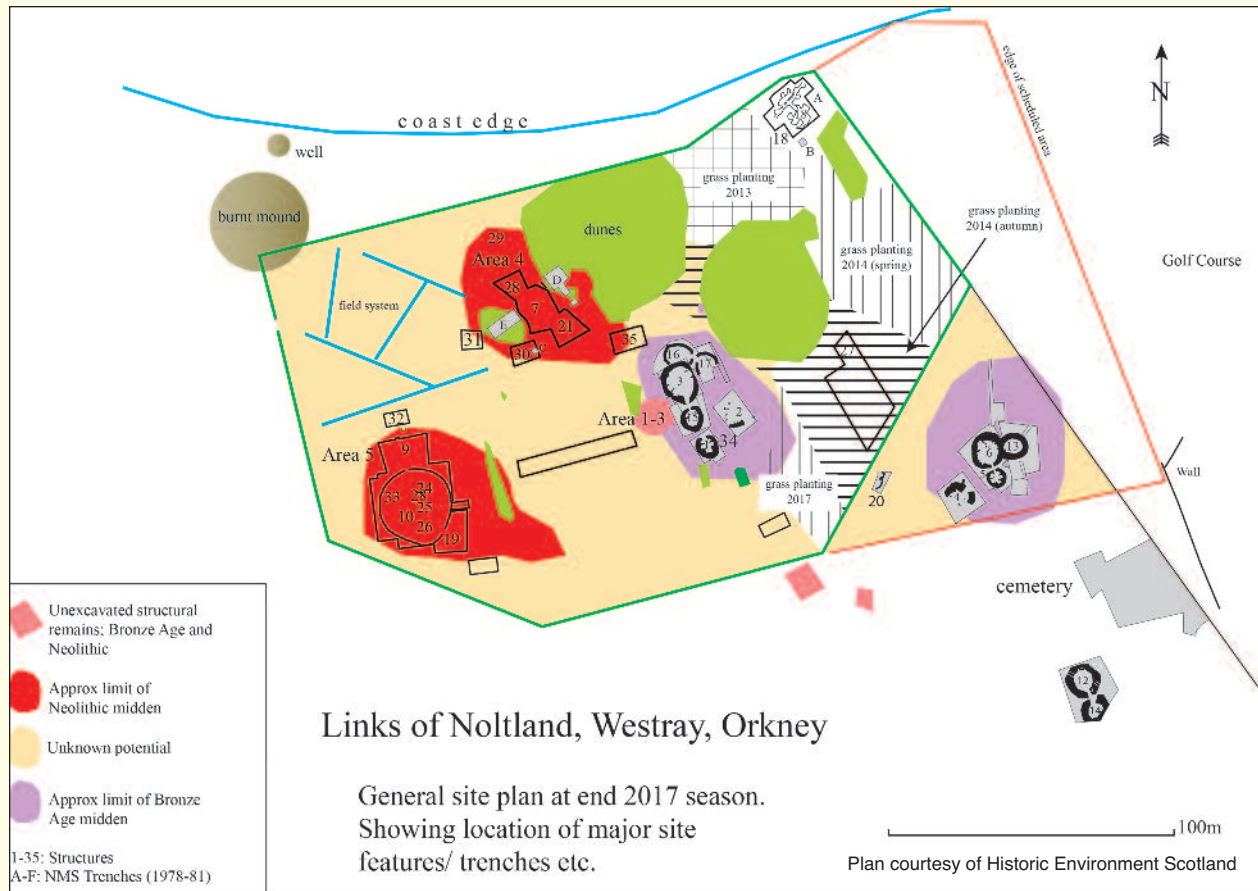 coast edge
well
burnt mound
field system
edge of scheduled area
N
A
18
B
grass planting
2013
dunes
grass planting
2014 (autumn)
grass planting
2014 (spring)
Golf Course
29
Area 4
28
D
7
E
21
31
30
35
27
16
17
3
Area 1-3
2
34
32
Area 5
9
33
24
28
25
10
26
19
grass planting
2017
20
6
13
Wall
cemetery
12
14
Unexcavated structural
remains; Bronze Age and
Neolithic
Approx limit of
Neolithic midden
Unknown potential
Approx limit of Bronze
Age midden
1-35: Structures
A-F: NMS Trenches (1978-81)
Links of Noltland, Westray, Orkney
General site plan at end 2017 season.
Showing location of major site
features/ trenches etc.
100m
Plan courtesy of Historic Environment Scotland